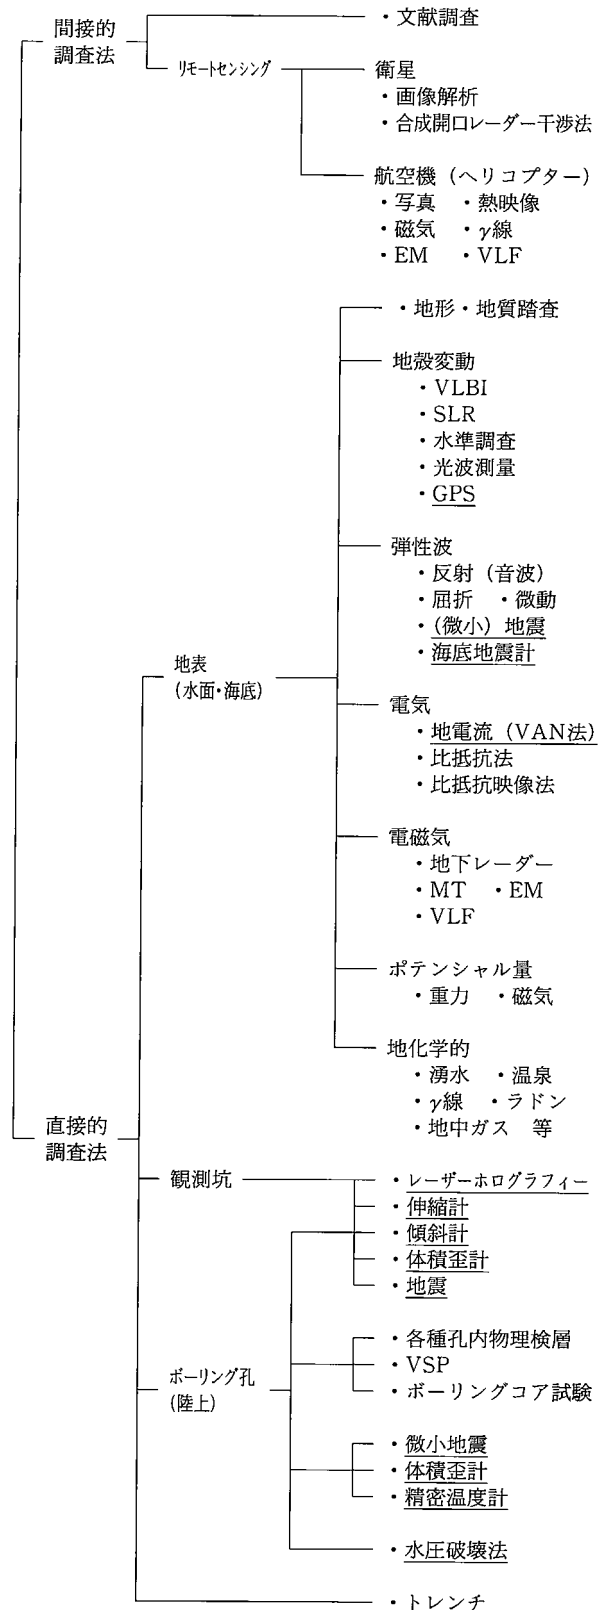 間接的
調査法
・文献調査
リモートセンシング
衛星
・画像解析
・合成開口レーダー干渉法
航空機（ヘリコプター）
・写真 ・熱映像
・磁気 ・γ線
・EM ・VLF
直接的
調査法
地表
(水面・海底)
・地形・地質踏査
地殻変動
・VLBI
・SLR
・水準調査
・光波測量
・GPS
弾性波
・反射（音波）
・屈折 ・微動
・(微小）地震
・海底地震計
電気
・地電流（VAN法）
・比抵抗法
・比抵抗映像法
電磁気
・地下レーダー
・MT ・EM
・VLF
ポテンシャル量
・重力 ・磁気
地化学的
・湧水 ・温泉
・γ線 ・ラドン
・地中ガス 等
観測坑
・レーザーホログラフィー
・伸縮計
・傾斜計
・体積歪計
・地震
ボーリング孔
(陸上)
・各種孔内物理検層
・VSP
・ボーリングコア試験
・微小地震
・体積歪計
・精密温度計
・水圧破壊法
・トレンチ